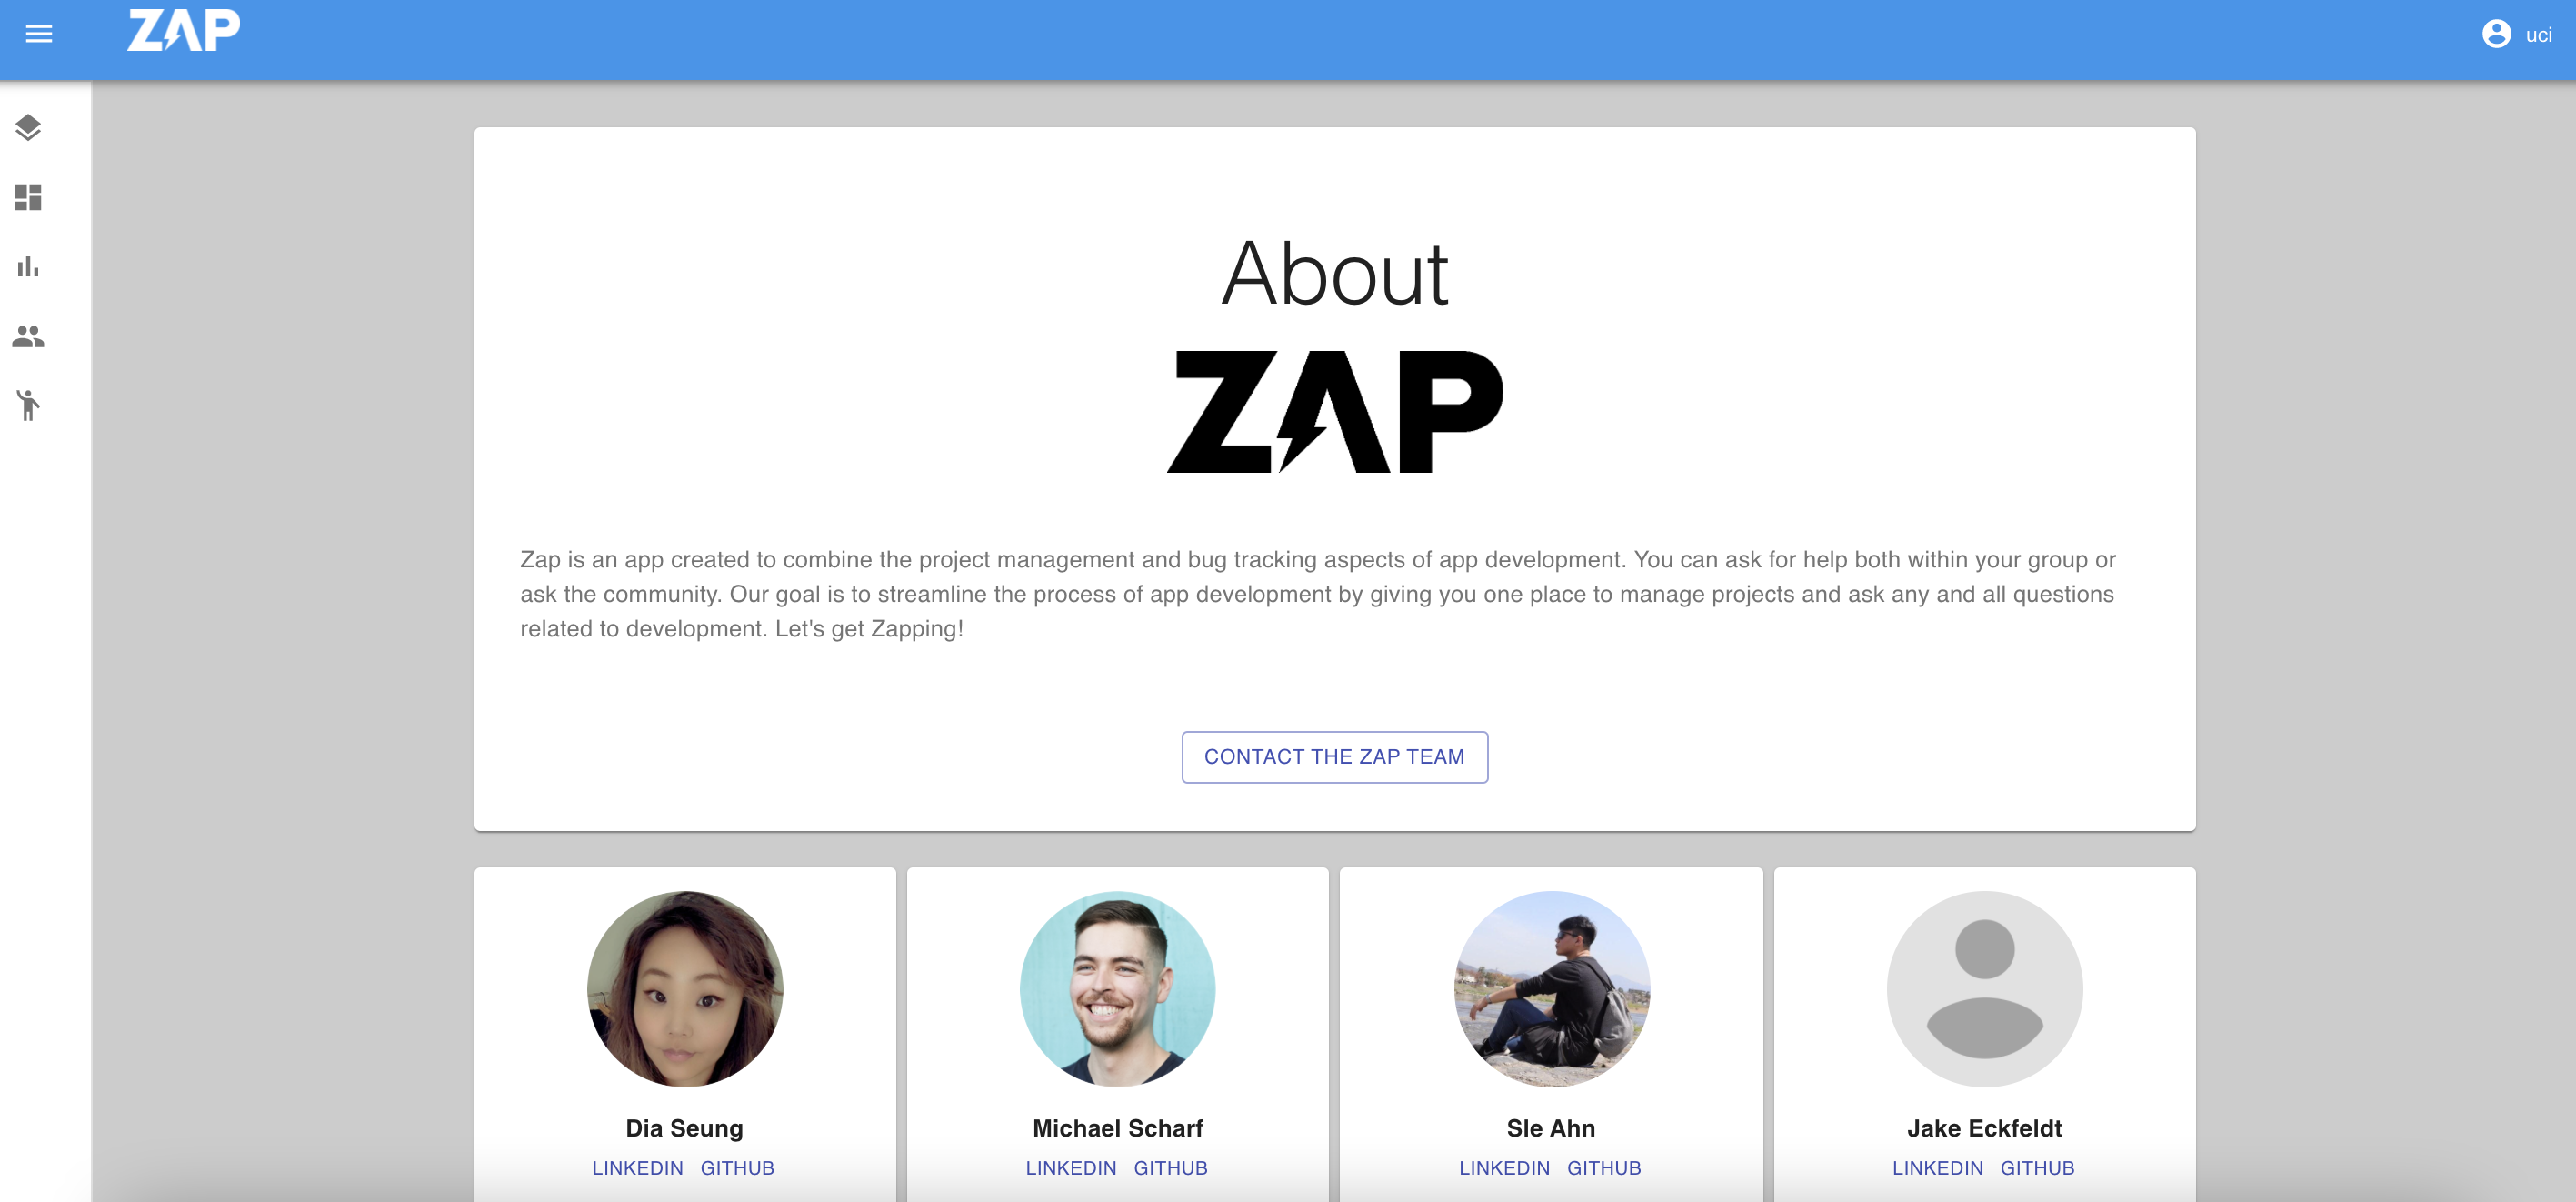 ZAP
uci
About
ZAP
Zap is an app created to combine the project management and bug tracking aspects of app development. You can ask for help both within your group or
ask the community. Our goal is to streamline the process of app development by giving you one place to manage projects and ask any and all questions
related to development. Let's get Zapping!
CONTACT THE ZAP TEAM
Dia Seung
LINKEDIN GITHUB
Michael Scharf
LINKEDIN GITHUB
Sle Ahn
LINKEDIN GITHUB
Jake Eckfeldt
LINKEDIN GITHUB